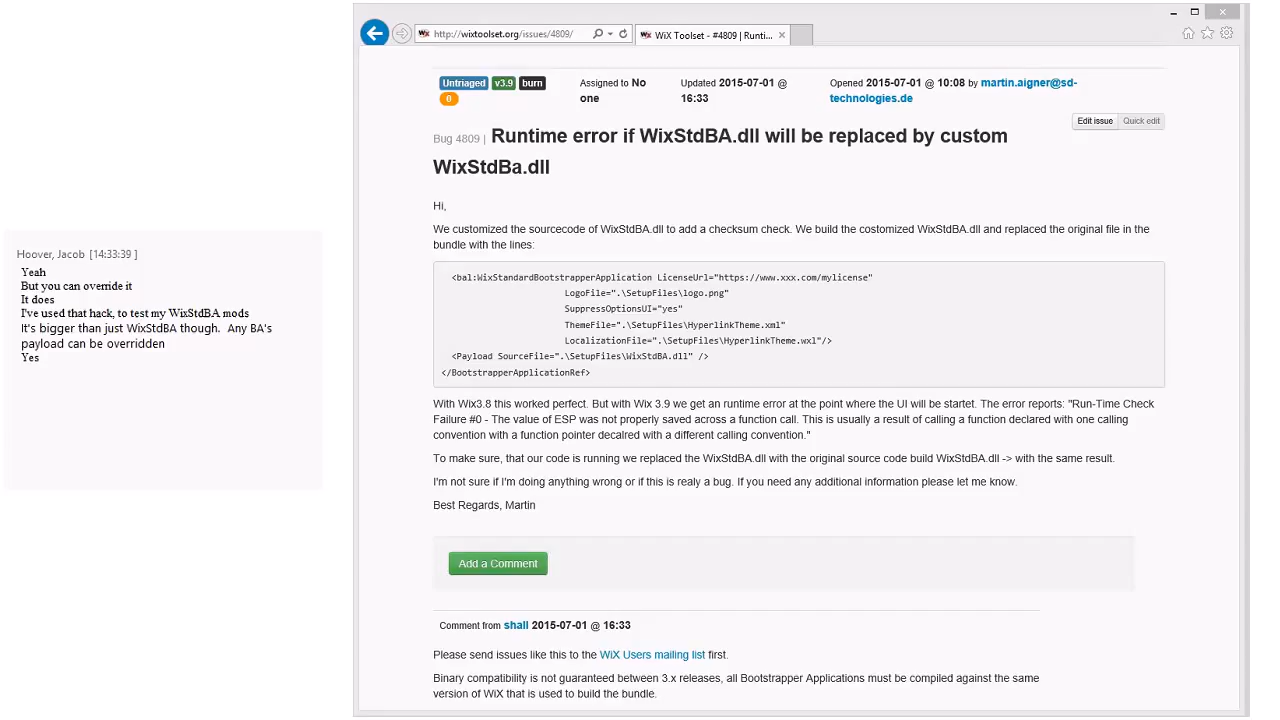 http://wixtoolset.org/issues/4809/
WiX Toolset - #4809 | Runti...
Untriaged v3.9 burn
0
Assigned to No
one
Updated 2015-07-01 @
16:33
Opened 2015-07-01 @ 10:08 by martin.aigner@sd-
technologies.de
Edit issue Quick edit
Bug 4809 | Runtime error if WixStdBA.dll will be replaced by custom
WixStdBa.dll
Hi,
We customized the sourcecode of WixStdBA.dll to add a checksum check. We build the costomized WixStdBA.dll and replaced the original file in the
bundle with the lines:
<bal:WixStandardBootstrapperApplication LicenseUrl="https://www.xxx.com/mylicense"
LogoFile=".\SetupFiles\logo.png"
SuppressOptionsUI="yes"
ThemeFile=".\SetupFiles\HyperlinkTheme.xml"
LocalizationFile=".\SetupFiles\HyperlinkTheme.wxl"/>
<Payload SourceFile=".\SetupFiles\WixStdBA.dll" />
</BootstrapperApplicationRef>
With Wix3.8 this worked perfect. But with Wix 3.9 we get an runtime error at the point where the UI will be startet. The error reports: "Run-Time Check
Failure #0 - The value of ESP was not properly saved across a function call. This is usually a result of calling a function declared with one calling
convention with a function pointer decalred with a different calling convention."
To make sure, that our code is running we replaced the WixStdBA.dll with the original source code build WixStdBA.dll -> with the same result.
I'm not sure if I'm doing anything wrong or if this is realy a bug. If you need any additional information please let me know.
Best Regards, Martin
Add a Comment
Comment from shall 2015-07-01 @ 16:33
Please send issues like this to the WiX Users mailing list first.
Binary compatibility is not guaranteed between 3.x releases, all Bootstrapper Applications must be compiled against the same
version of WiX that is used to build the bundle.
Hoover, Jacob [14:33:39 ]
Yeah
But you can override it
It does
I've used that hack, to test my WixStdBA mods
It's bigger than just WixStdBA though.  Any BA's
payload can be overridden
Yes